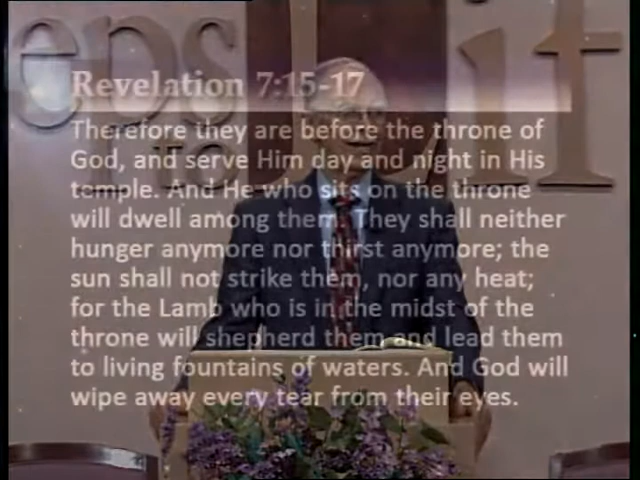 eps
lit
to
Revelation 7:15-17
Therefore they are before the throne of
God, and serve Him day and night in His
temple. And He who sits on the throne
will dwell among them. They shall neither
hunger anymore nor thirst anymore; the
sun shall not strike them, nor any heat;
for the Lamb who is in the midst of the
throne will shepherd them and lead them
to living fountains of waters. And God will
wipe away every tear from their eyes.